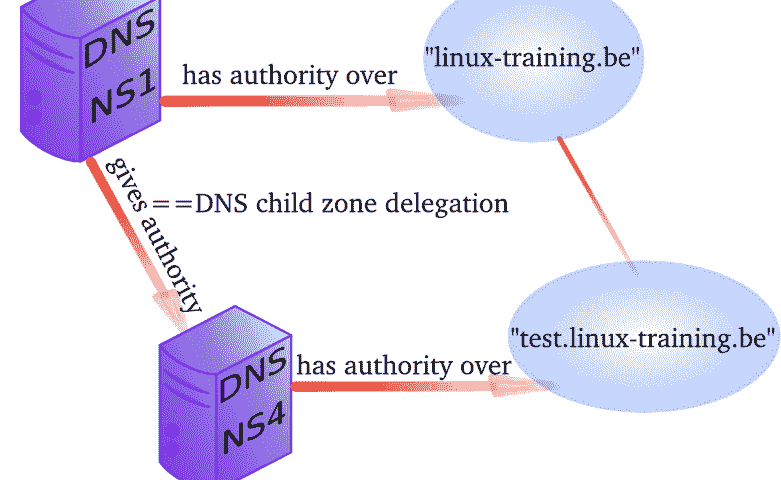 DNS
NS1
has authority over
"linux-training.be"
gives authority
==DNS child zone delegation
DNS
NS4
has authority over
"test.linux-training.be"